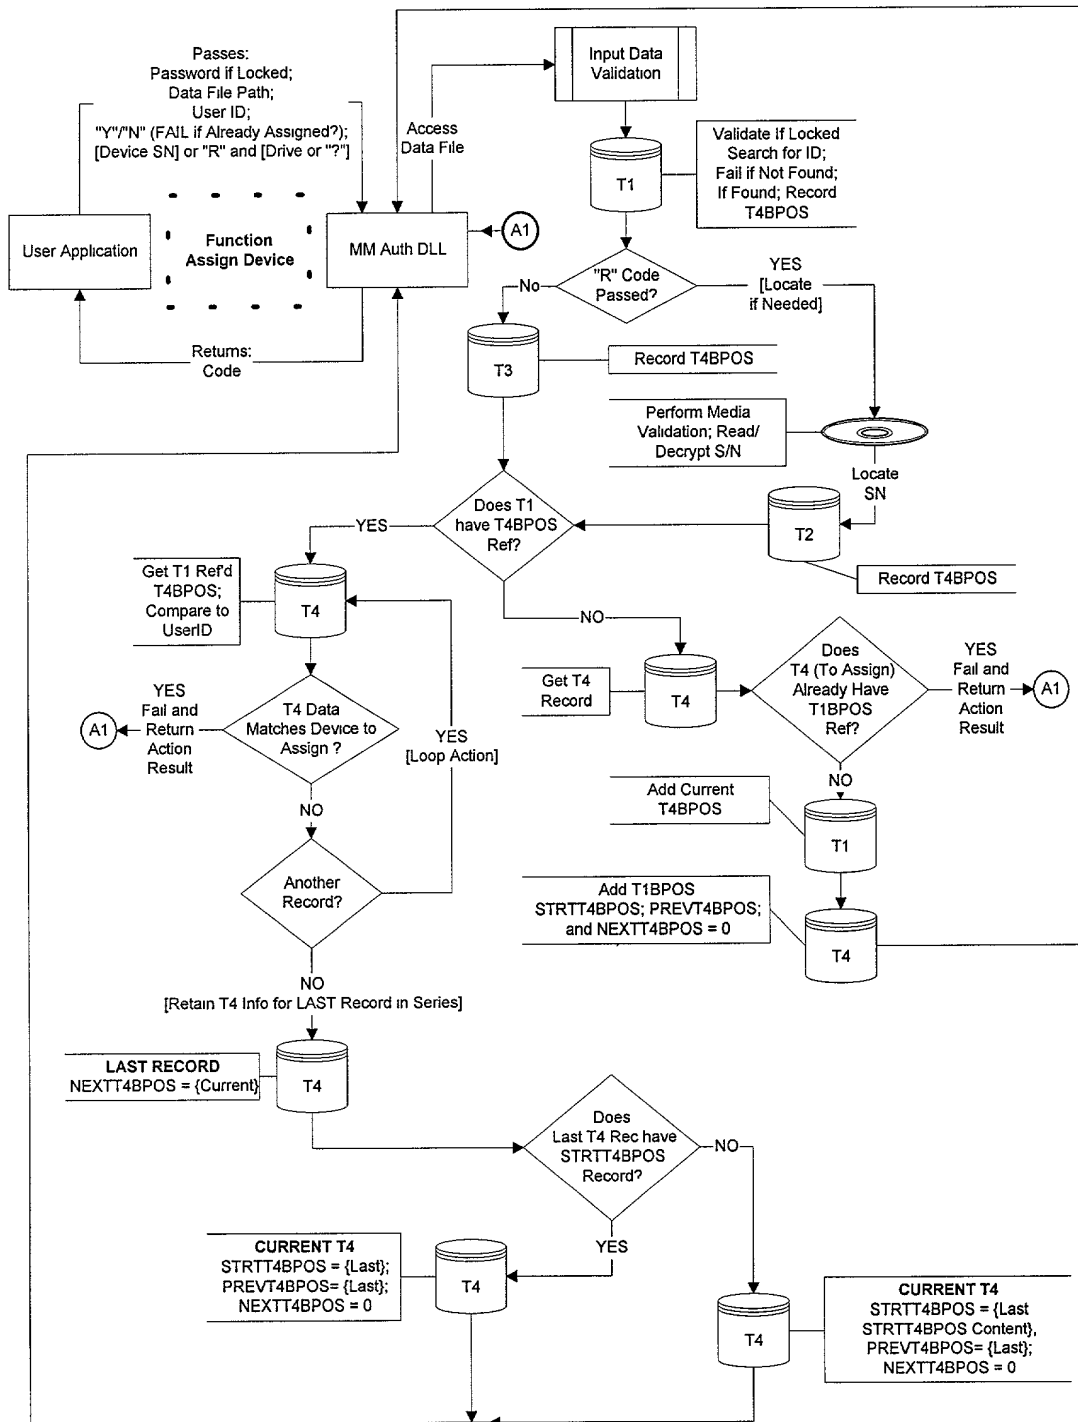 Passes:
Password if Locked;
Data File Path;
User ID;
"Y"/"N" (FAIL if Already Assigned?);
[Device SN] or "R" and [Drive or "?"]
User Application
Function
Assign Device
MM Auth DLL
A1
Returns:
Code
Access
Data File
Input Data
Validation
T1
Validate if Locked
Search for ID;
Fail if Not Found;
If Found; Record
T4BPOS
"R" Code
Passed?
No
YES
[Locate
if Needed]
T3
Record T4BPOS
Perform Media
Validation; Read/
Decrypt S/N
Locate
SN
T2
Record T4BPOS
Does T1
have T4BPOS
Ref?
YES
NO
Get T1 Ref'd
T4BPOS;
Compare to
UserID
T4
Get T4
Record
T4
Does
T4 (To Assign)
Already Have
T1BPOS
Ref?
YES
Fail and
Return
Action
Result
A1
A1
YES
Fail and
Return
Action
Result
T4 Data
Matches Device to
Assign ?
YES
[Loop Action]
NO
NO
Add Current
T4BPOS
T1
Another
Record?
Add T1BPOS
STRTT4BPOS; PREVT4BPOS;
and NEXTT4BPOS = 0
T4
NO
[Retain T4 Info for LAST Record in Series]
LAST RECORD
NEXTT4BPOS = {Current}
T4
Does
Last T4 Rec have
STRTT4BPOS
Record?
NO
YES
CURRENT T4
STRTT4BPOS = {Last};
PREVT4BPOS= {Last};
NEXTT4BPOS = 0
T4
T4
CURRENT T4
STRTT4BPOS = {Last
STRTT4BPOS Content},
PREVT4BPOS= {Last};
NEXTT4BPOS = 0